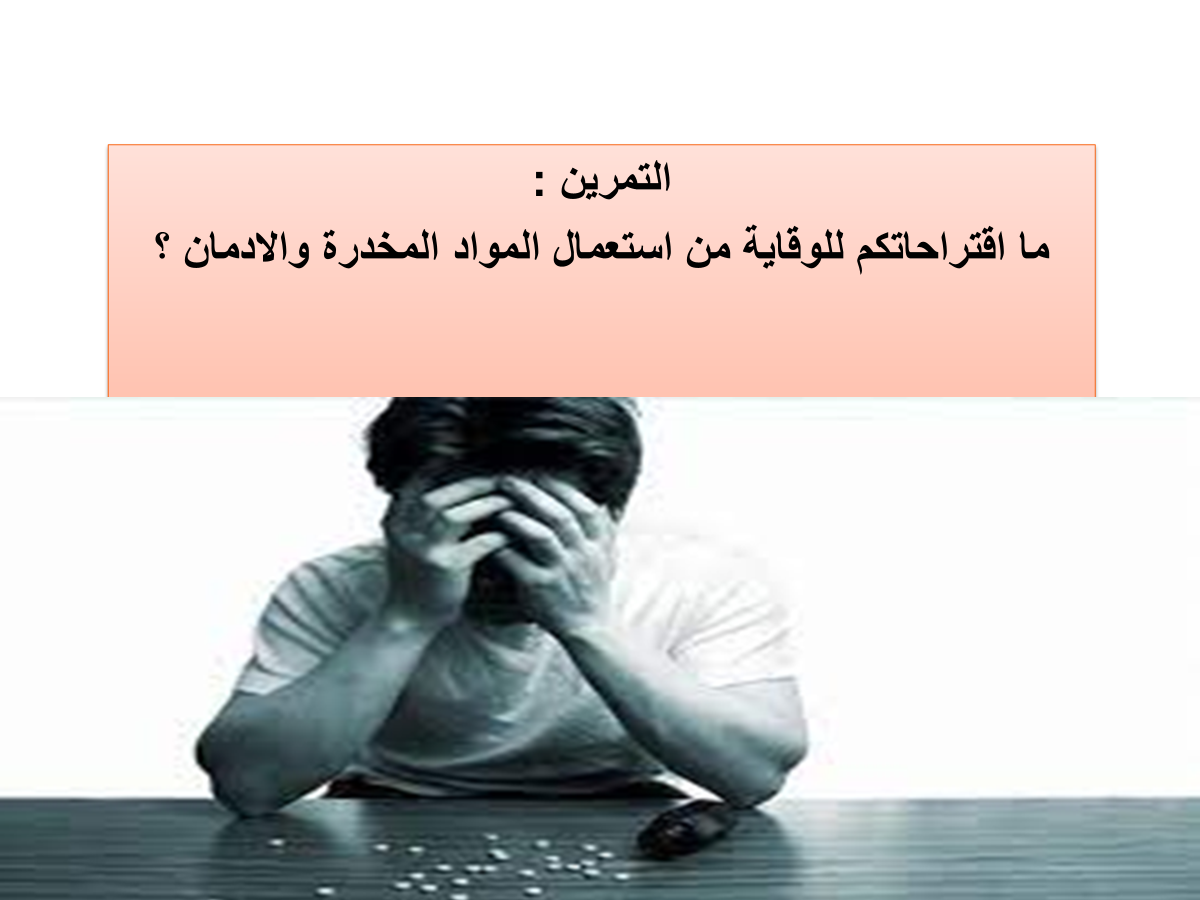 التمرين :
ما اقتراحاتكم للوقاية من استعمال المواد المخدرة والادمان ؟